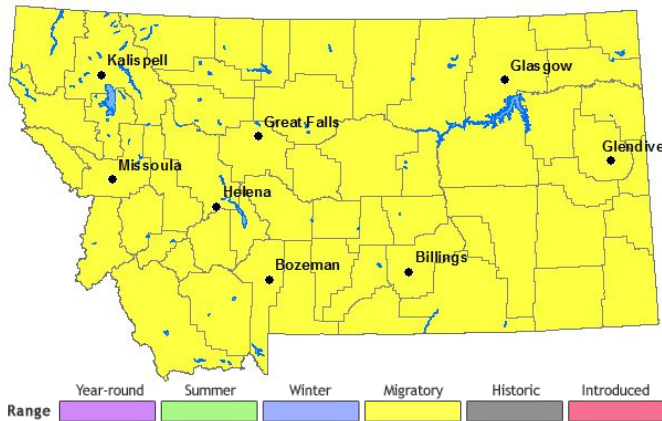 Kalispell
Glasgow
Great Falls
Glendive
Missoula
Helena
Bozeman
Billings
Year-round Summer Winter Migratory Historic Introduced
Range